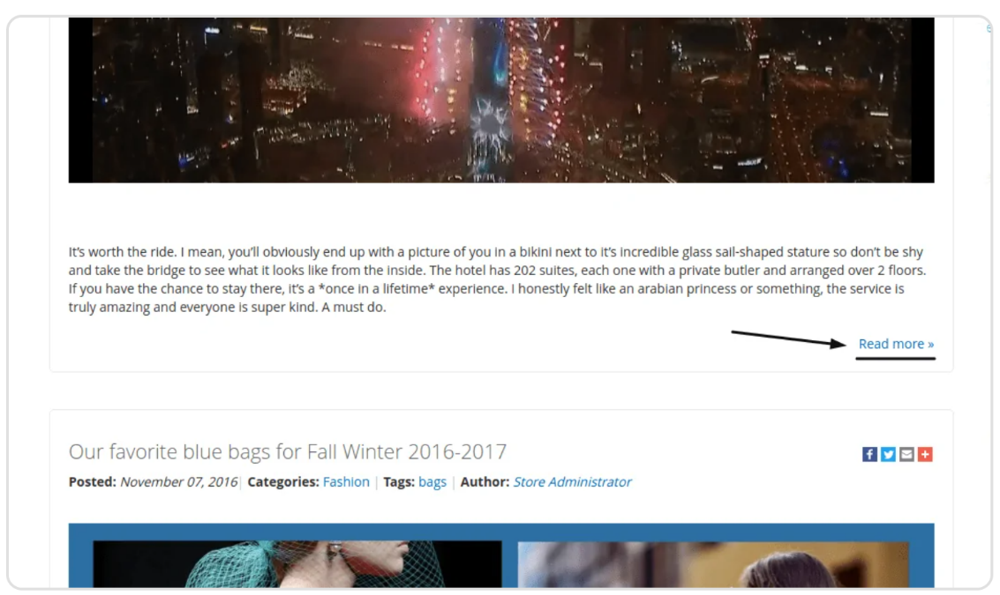 It's worth the ride. I mean, you'll obviously end up with a picture of you in a bikini next to it's incredible glass sail-shaped stature so don't be shy
and take the bridge to see what it looks like from the inside. The hotel has 202 suites, each one with a private butler and arranged over 2 floors.
If you have the chance to stay there, it's a *once in a lifetime* experience. I honestly felt like an arabian princess or something, the service is
truly amazing and everyone is super kind. A must do.
Read more »
Our favorite blue bags for Fall Winter 2016-2017
Posted: November 07, 2016| Categories: Fashion | Tags: bags | Author: Store Administrator